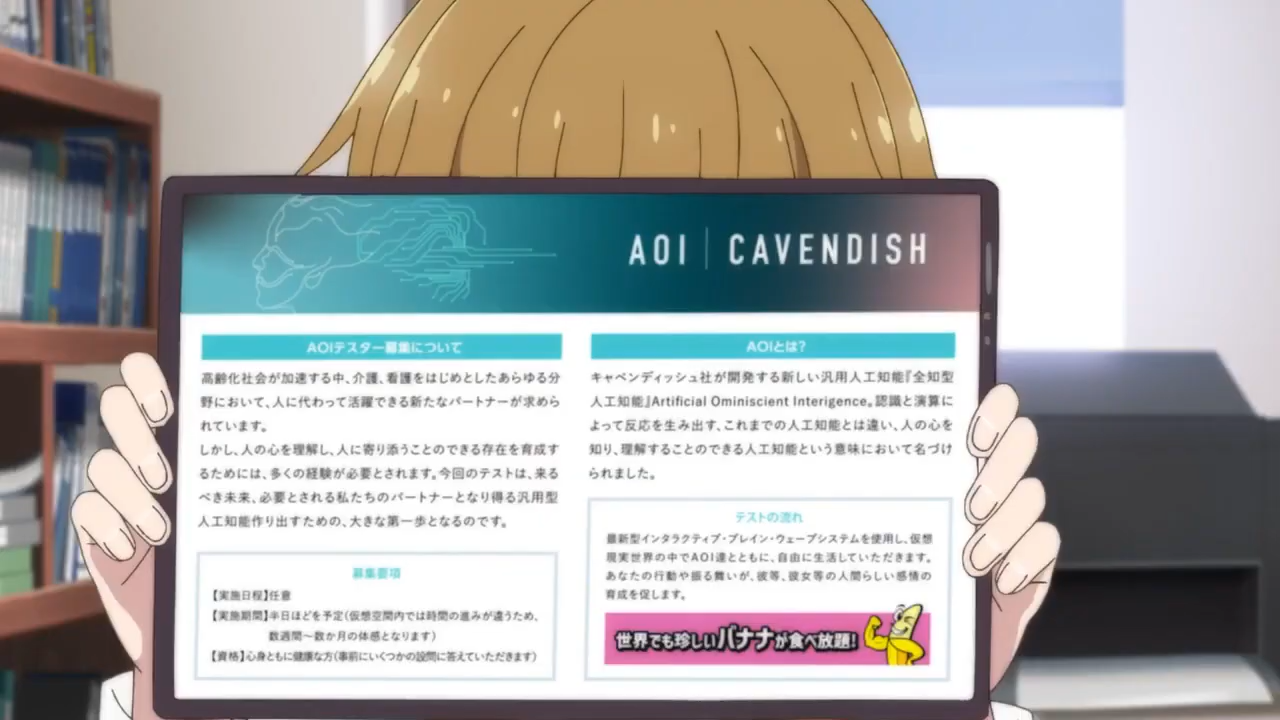 AOI | CAVENDISH
AOIテスター募集について
高齢化社会が加速する中、介護、看護をはじめとしたあらゆる分
野において、人に代わって活躍できる新たなパートナーが求めら
れています。
しかし、人の心を理解し、人に寄り添うことのできる存在を育成す
るためには、多くの経験が必要とされます。今回のテストは、来る
べき未来、必要とされる私たちのパートナーとなり得る汎用型
人工知能作り出すための、大きな第一歩となるのです。
募集要項
【実施日程】任意
【実施期間】半日ほどを予定(仮想空間内では時間の進みが違うため、
数週間〜数か月の体感となります)
【資格】心身ともに健康な方(事前にいくつかの設問に答えていただきます)
AOIとは?
キャベンディッシュ社が開発する新しい汎用人工知能『全知型
人工知能』Artificial Ominiscient Interigence。認識と演算に
よって反応を生み出す、これまでの人工知能とは違い、人の心を
知り、理解することのできる人工知能という意味において名づけ
られました。
テストの流れ
最新型インタラクティブ・ブレイン・ウェーブシステムを使用し、仮想
現実世界の中でAOI達とともに、自由に生活していただきます。
あなたの行動や振る舞いが、彼等、彼女等の人間らしい感情の
育成を促します。
世界でも珍しいバナナが食べ放題!